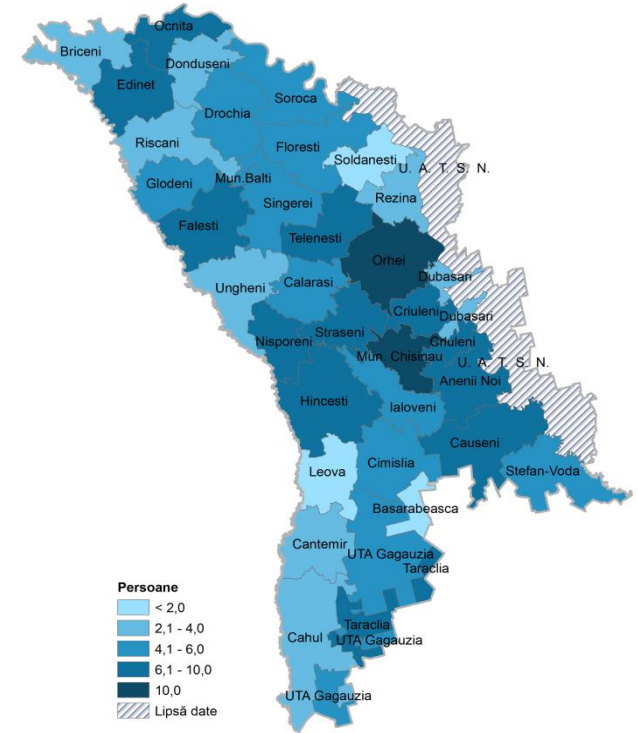 Ocnita
Briceni
Donduseni
Edinet
Soroca
Drochia
Riscani
Floresti
Soldanesti
U. A. T. S. N.
Mun.Balti
Glodeni
Rezina
Singerei
Falesti
Telenesti
Orhei
Dubasari
Calarasi
Ungheni
Criuleni
Dubasari
Straseni
Nisporeni
Criuleni
Mun. Chisinau
U. A. T. S. N.
Anenii Noi
Hincesti
Ialoveni
Causeni
Cimislia
Leova
Stefan-Voda
Basarabeasca
Cantemir
UTA Gagauzia
Taraclia
Persoane
< 2,0
2,1 - 4,0
4,1 - 6,0
6,1 - 10,0
10,0
Lipsă date
Taraclia
Cahul
UTA Gagauzia
UTA Gagauzia